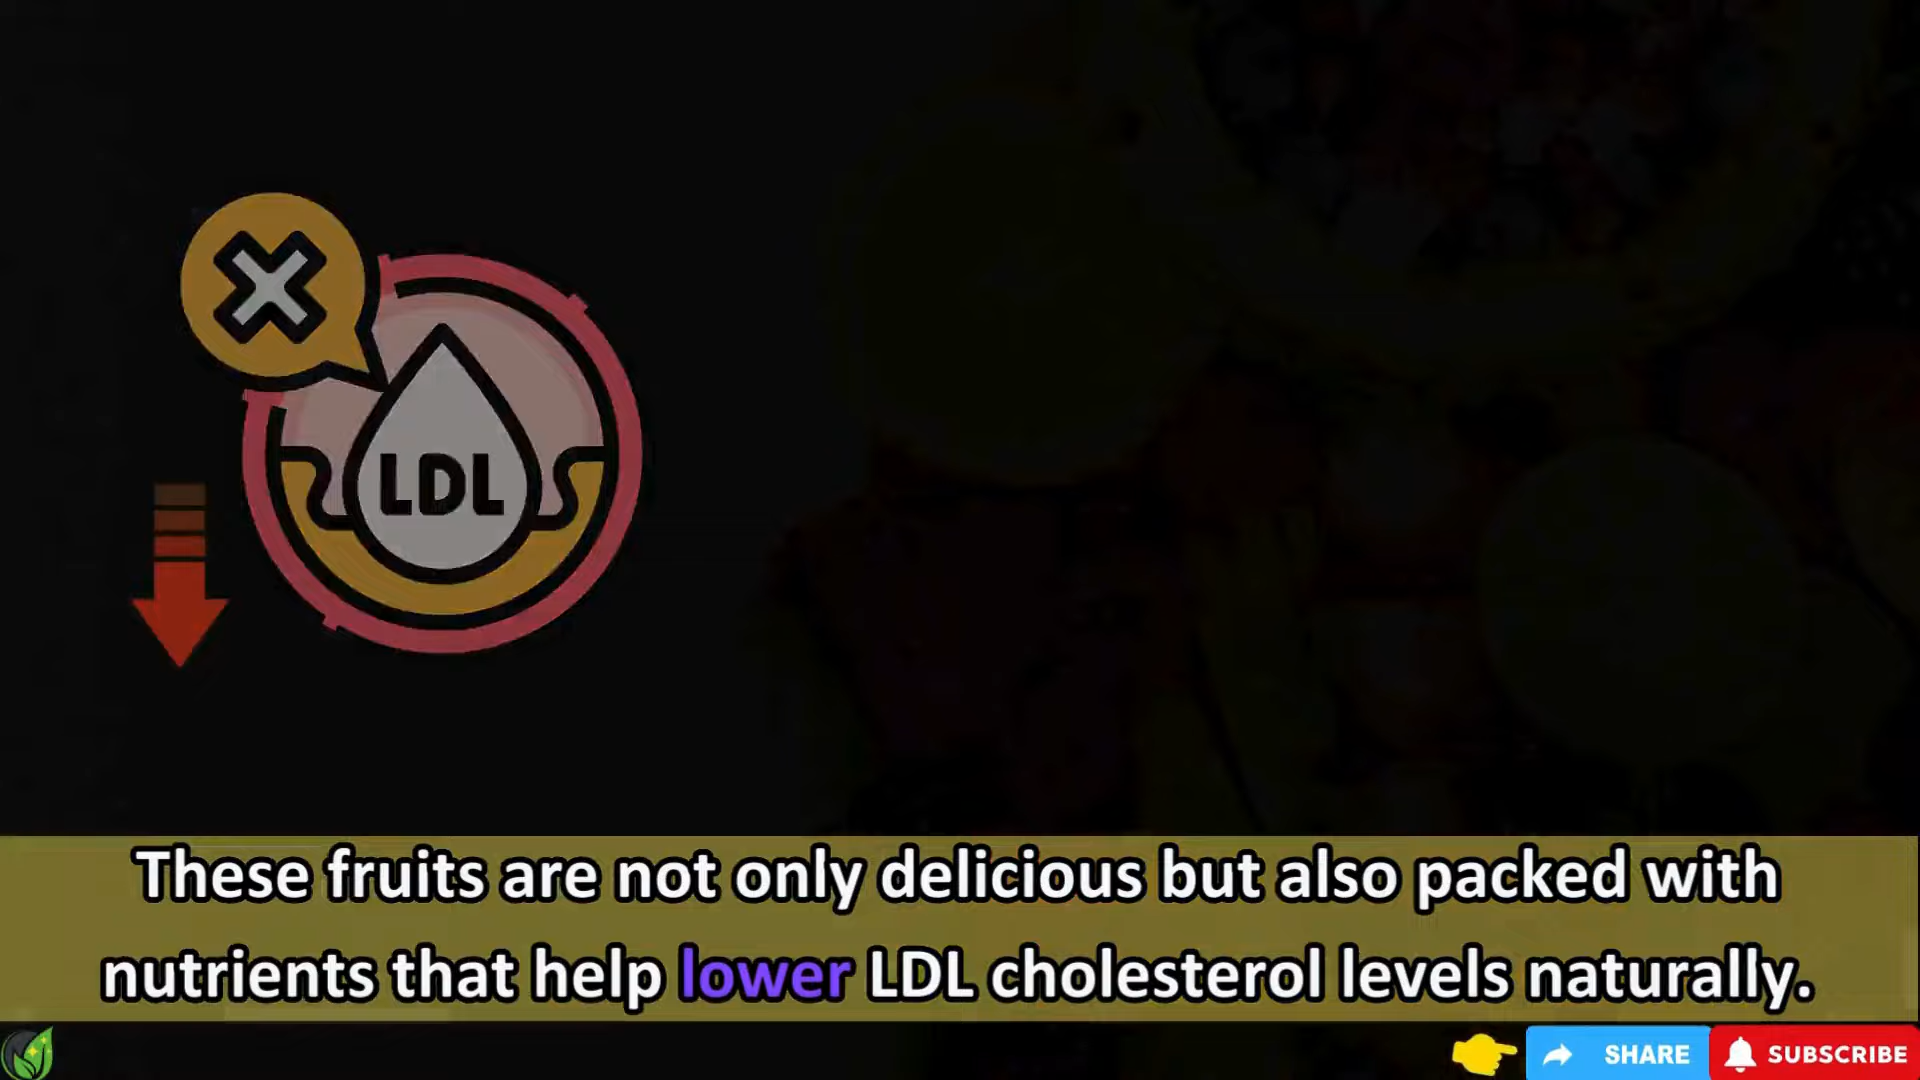 LDL
These fruits are not only delicious but also packed with
nutrients that help lower LDL cholesterol levels naturally.
SHARE
SUBSCRIBE